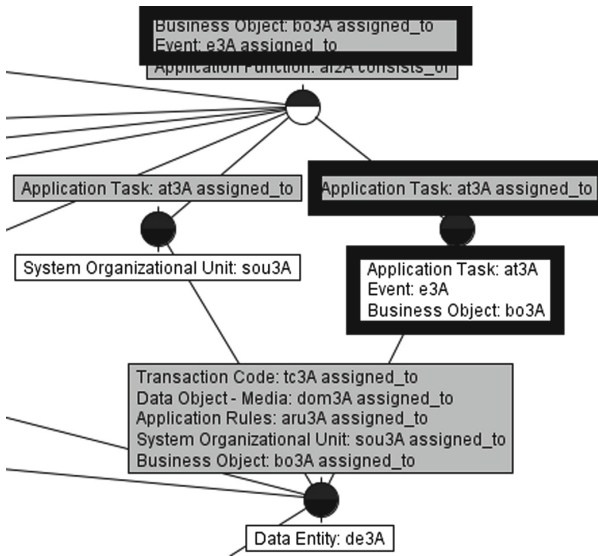 Business Object: bo3A assigned_to
Event: e3A assigned_to
Application Function: af2A consists_of
Application Task: at3A assigned_to
Application Task: at3A assigned_to
System Organizational Unit: sou3A
Application Task: at3A
Event: e3A
Business Object: bo3A
Transaction Code: tc3A assigned_to
Data Object - Media: dom3A assigned_to
Application Rules: aru3A assigned_to
System Organizational Unit: sou3A assigned_to
Business Object: bo3A assigned_to
Data Entity: de3A